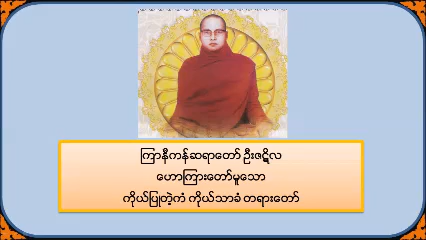 ကြာနီကန်ဆရာတော် ဦးဇဋိလ
ဟောကြားတော်မူသော
ကိုယ်ပြုတဲ့ကံ ကိုယ်သာခံ တရားတော်